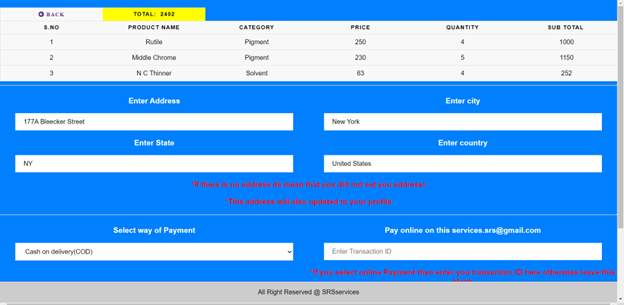 BACK TOTAL: 2402
S.NO PRODUCT NAME CATEGORY PRICE QUANTITY SUB TOTAL
1 Rutile Pigment 250 4 1000
2 Middle Chrome Pigment 230 5 1150
3 N C Thinner Solvent 63 4 252
Enter Address Enter city
177A Bleecker Street New York
Enter State Enter country
NY United States
*If there is no address its mean that you did not set you address!
*This address will also updated to your profile
Select way of Payment Pay online on this services.srs@gmail.com
Cash on delivery(COD) Enter Transaction ID
*If you select online Payment then enter you transaction ID here otherwise leave this
All Right Reserved @ SRSservices